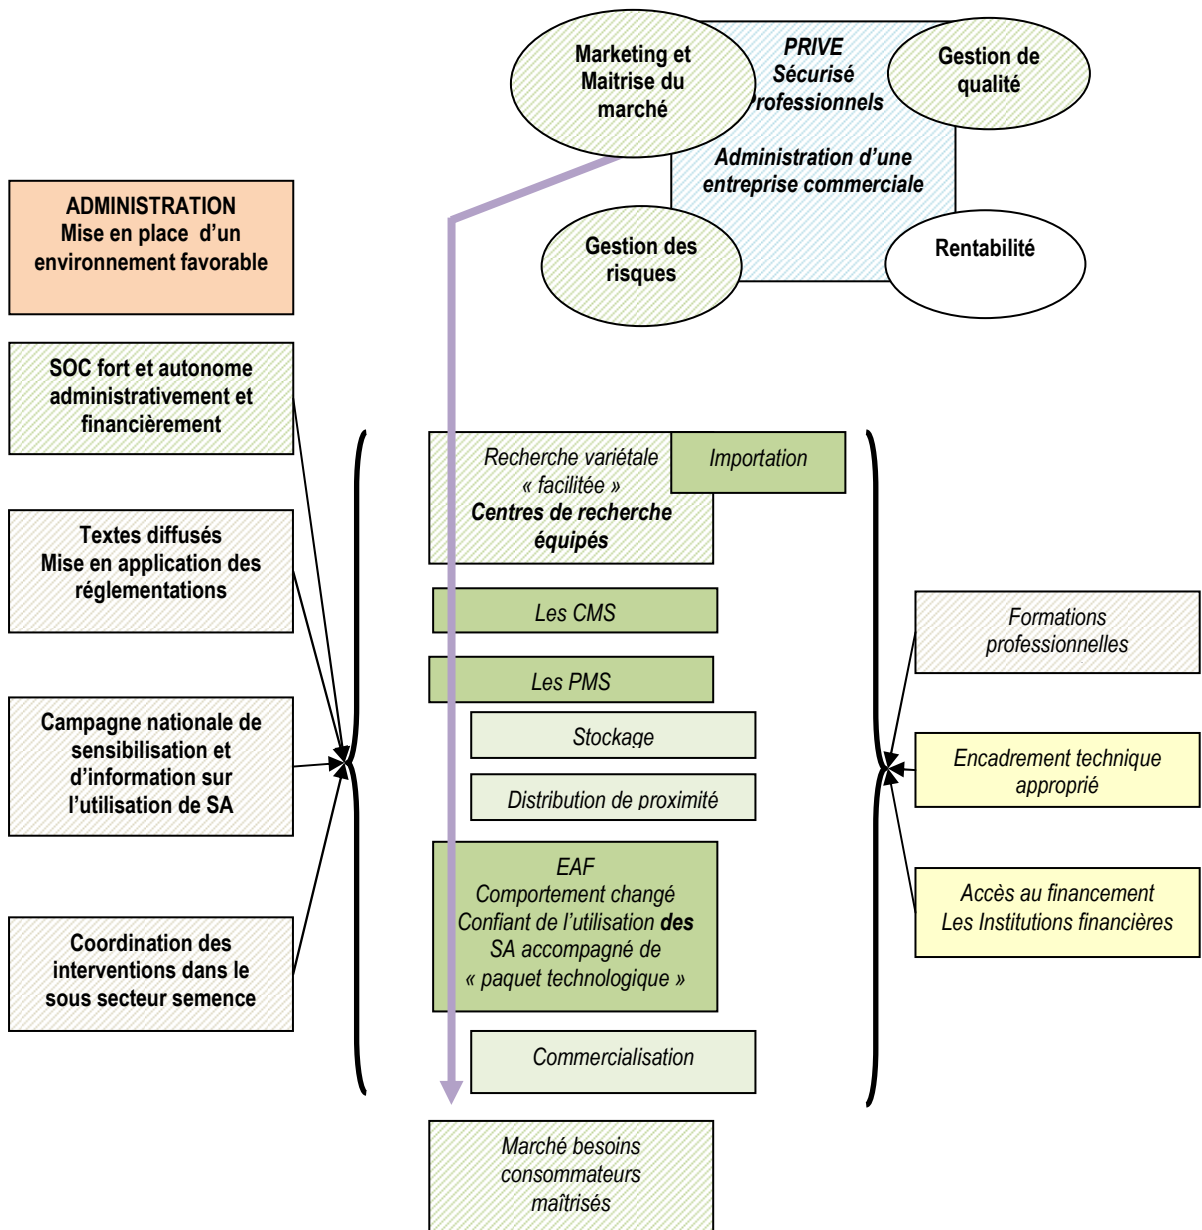 Marketing et
Maitrise du
marché
PRIVE
Sécurisé
Professionnels
Administration d’une
entreprise commerciale
Gestion de
qualité
Gestion des
risques
Rentabilité
ADMINISTRATION
Mise en place d’un
environnement favorable
SOC fort et autonome
administrativement et
financièrement
Textes diffusés
Mise en application des
réglementations
Campagne nationale de
sensibilisation et
d’information sur
l’utilisation de SA
Coordination des
interventions dans le
sous secteur semence
Recherche variétale
« facilitée »
Centres de recherche
équipés
Importation
Les CMS
Les PMS
Stockage
Distribution de proximité
EAF
Comportement changé
Confiant de l’utilisation des
SA accompagné de
« paquet technologique »
Commercialisation
Marché besoins
consommateurs
maîtrisés
Formations
professionnelles
Encadrement technique
approprié
Accès au financement
Les Institutions financières